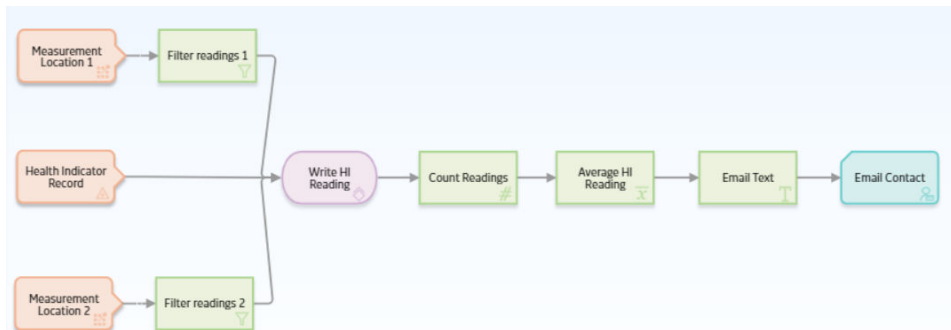 Measurement
Location 1
Filter readings 1
Health Indicator
Record
Write HI
Reading
Count Readings
#
Average HI
Reading
x̄
Email Text
T
Email Contact
Measurement
Location 2
Filter readings 2